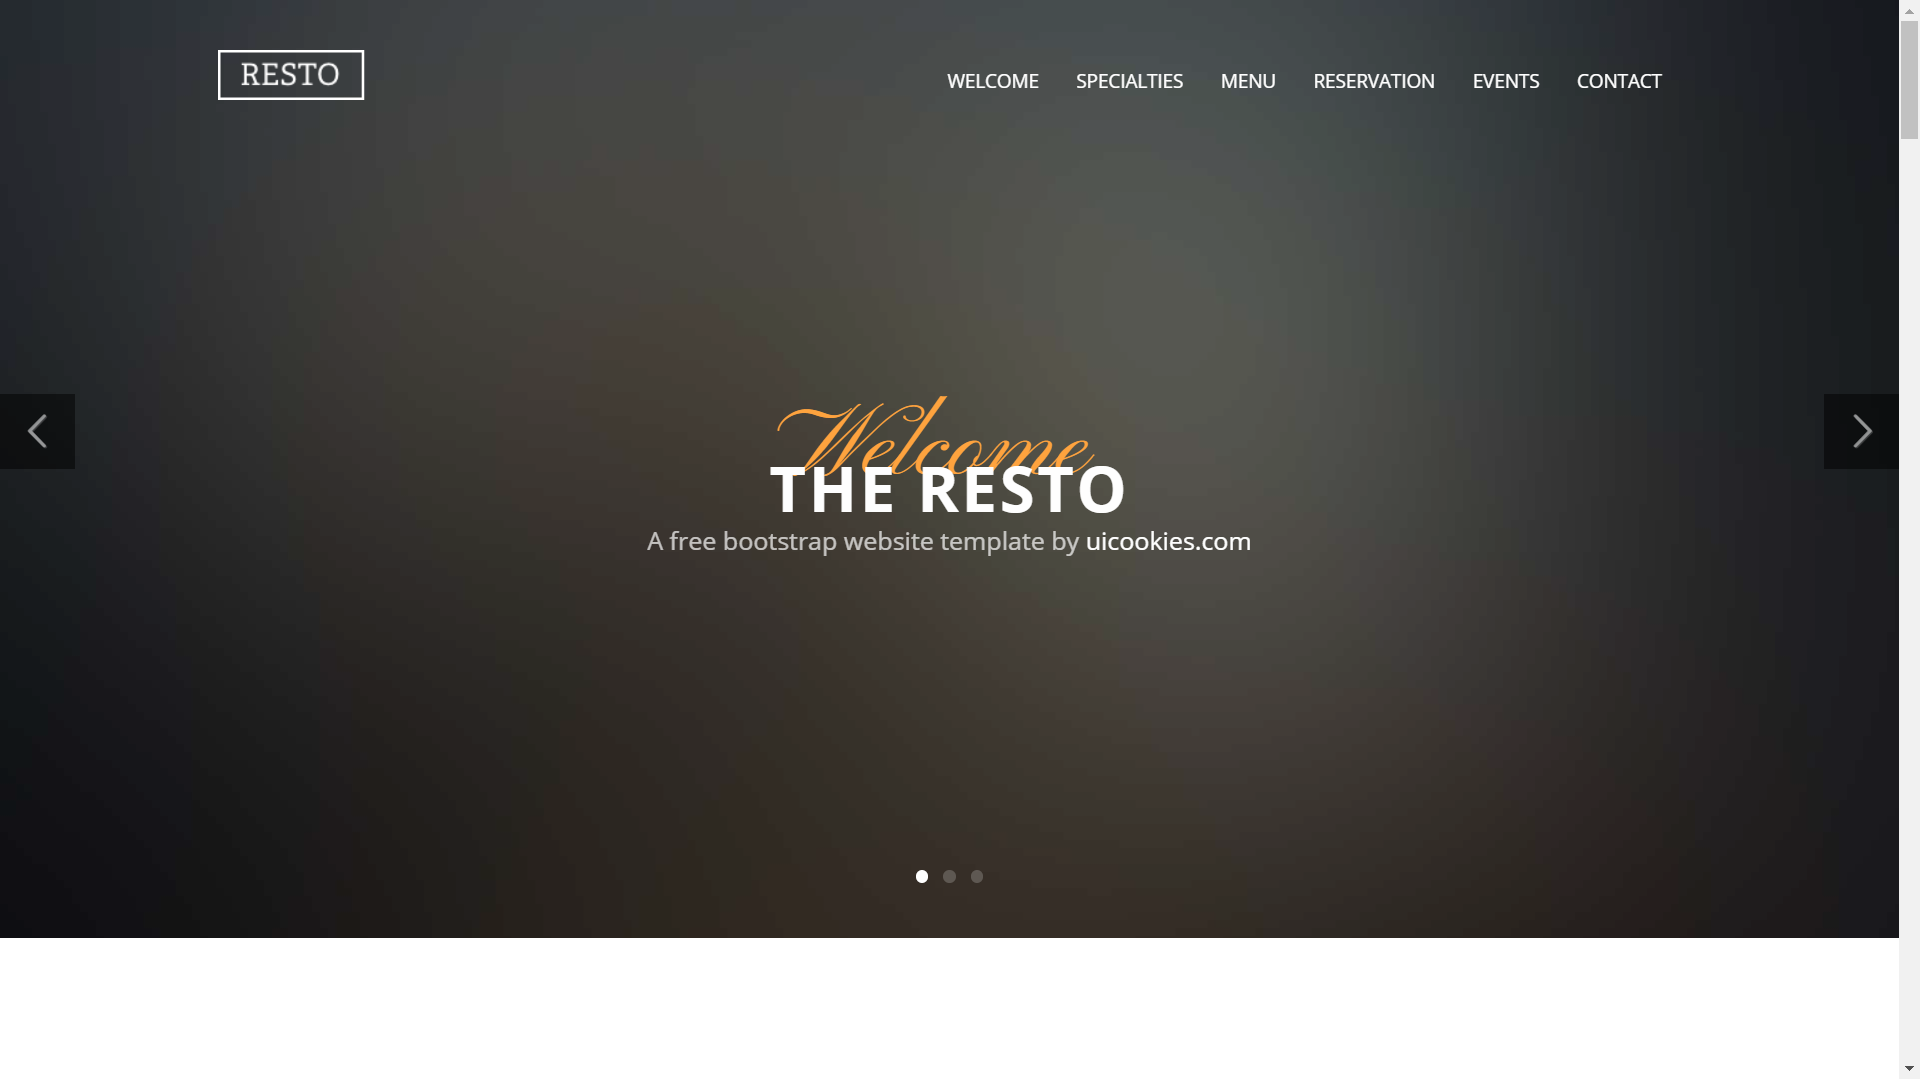 RESTO
WELCOME SPECIALTIES MENU RESERVATION EVENTS CONTACT
Welcome
THE RESTO
A free bootstrap website template by uicookies.com